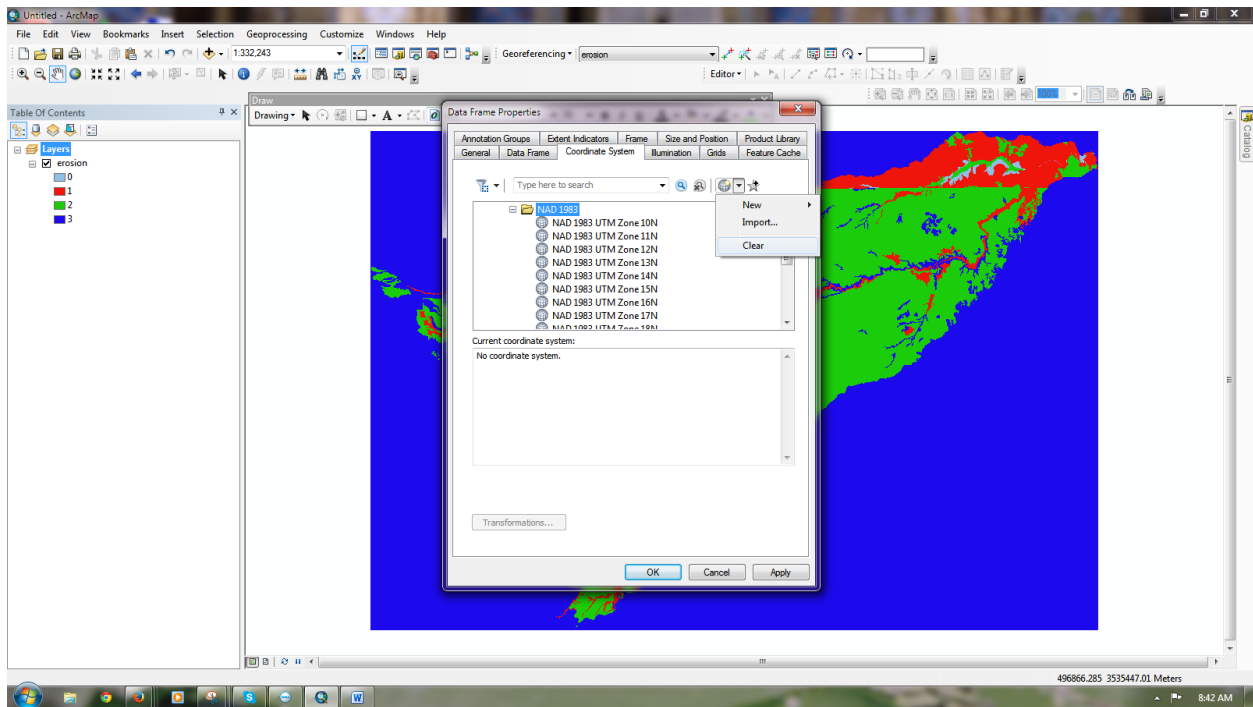 Untitled - ArcMap
File Edit View Bookmarks Insert Selection Geoprocessing Customize Windows Help
1:332,243 Georeferencing erosion
Editor 100%
Table Of Contents
Layers
erosion
0
1
2
3
Draw
Drawing A
Data Frame Properties
Annotation Groups Extent Indicators Frame Size and Position Product Library
General Data Frame Coordinate System Illumination Grids Feature Cache
Type here to search
New
Import...
Clear
NAD 1983
NAD 1983 UTM Zone 10N
NAD 1983 UTM Zone 11N
NAD 1983 UTM Zone 12N
NAD 1983 UTM Zone 13N
NAD 1983 UTM Zone 14N
NAD 1983 UTM Zone 15N
NAD 1983 UTM Zone 16N
NAD 1983 UTM Zone 17N
NAD 1983 UTM Zone 18N
Current coordinate system:
No coordinate system.
Transformations...
OK Cancel Apply
Catalog
496866.285 3535447.01 Meters
8:42 AM